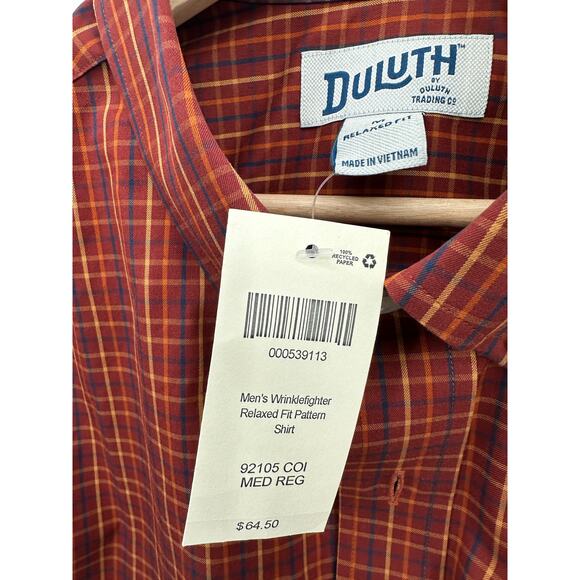 DULUTH™
BY
DULUTH
TRADING Co
M
RELAXED FIT
MADE IN VIETNAM
100%
RECYCLED
PAPER
000539113
Men's Wrinklefighter
Relaxed Fit Pattern
Shirt
92105 COI
MED REG
$64.50